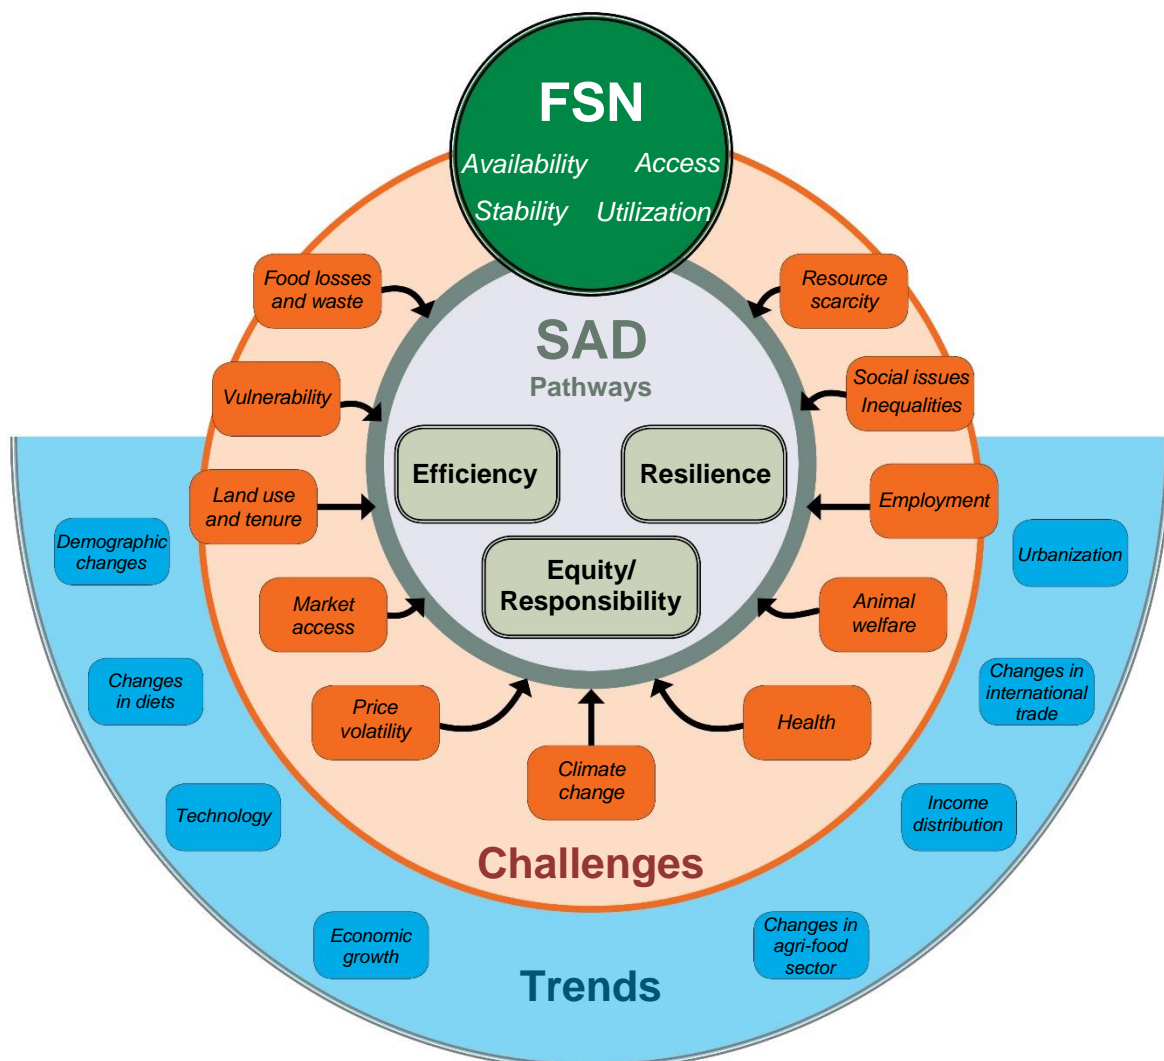 FSN
Availability Access
Stability Utilization
Food losses
and waste
Resource
scarcity
SAD
Pathways
Vulnerability
Social issues
Inequalities
Efficiency
Resilience
Land use
and tenure
Employment
Demographic
changes
Urbanization
Equity/
Responsibility
Market
access
Animal
welfare
Changes
in diets
Changes in
international
trade
Price
volatility
Health
Climate
change
Technology
Income
distribution
Challenges
Economic
growth
Changes in
agri-food
sector
Trends